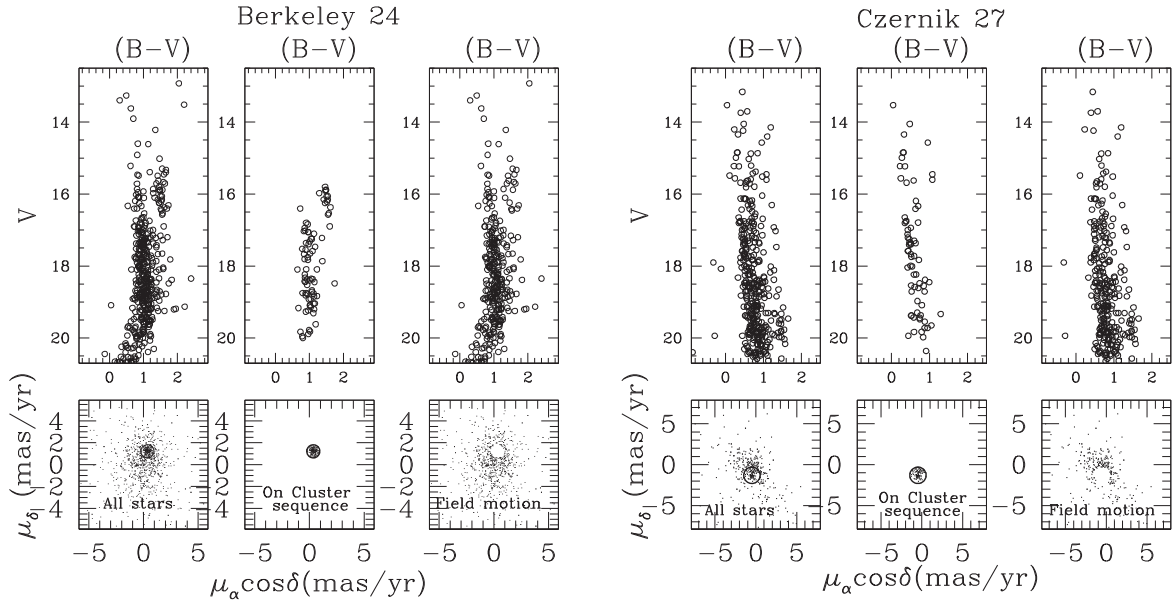 Berkeley 24
(B−V) (B−V) (B−V)
V
14 14 14
16 16 16
18 18 18
20 20 20
0 1 2 0 1 2 0 1 2
μδ(mas/yr)
4 4 4
2 2 2
0 0 0
−2 −2 −2
−4 −4 −4
All stars
On Cluster
sequence
Field motion
−5 0 5 −5 0 5 −5 0 5
μαcosδ(mas/yr)
Czernik 27
(B−V) (B−V) (B−V)
V
14 14 14
16 16 16
18 18 18
20 20 20
0 1 2 0 1 2 0 1 2
μδ(mas/yr)
5 5 5
0 0 0
−5 −5 −5
All stars
On Cluster
sequence
Field motion
−5 0 5 −5 0 5 −5 0 5
μαcosδ(mas/yr)